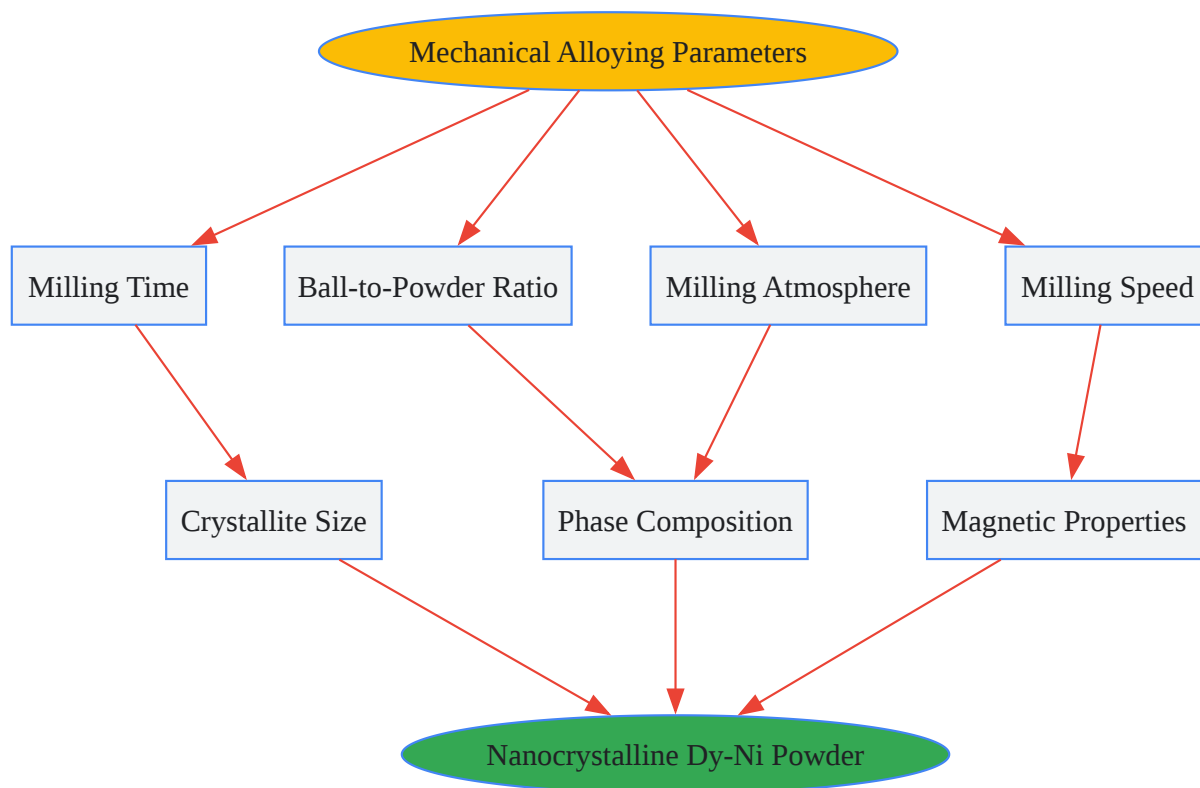 Mechanical Alloying Parameters
Milling Time
Ball-to-Powder Ratio
Milling Atmosphere
Milling Speed
Crystallite Size
Phase Composition
Magnetic Properties
Nanocrystalline Dy-Ni Powder